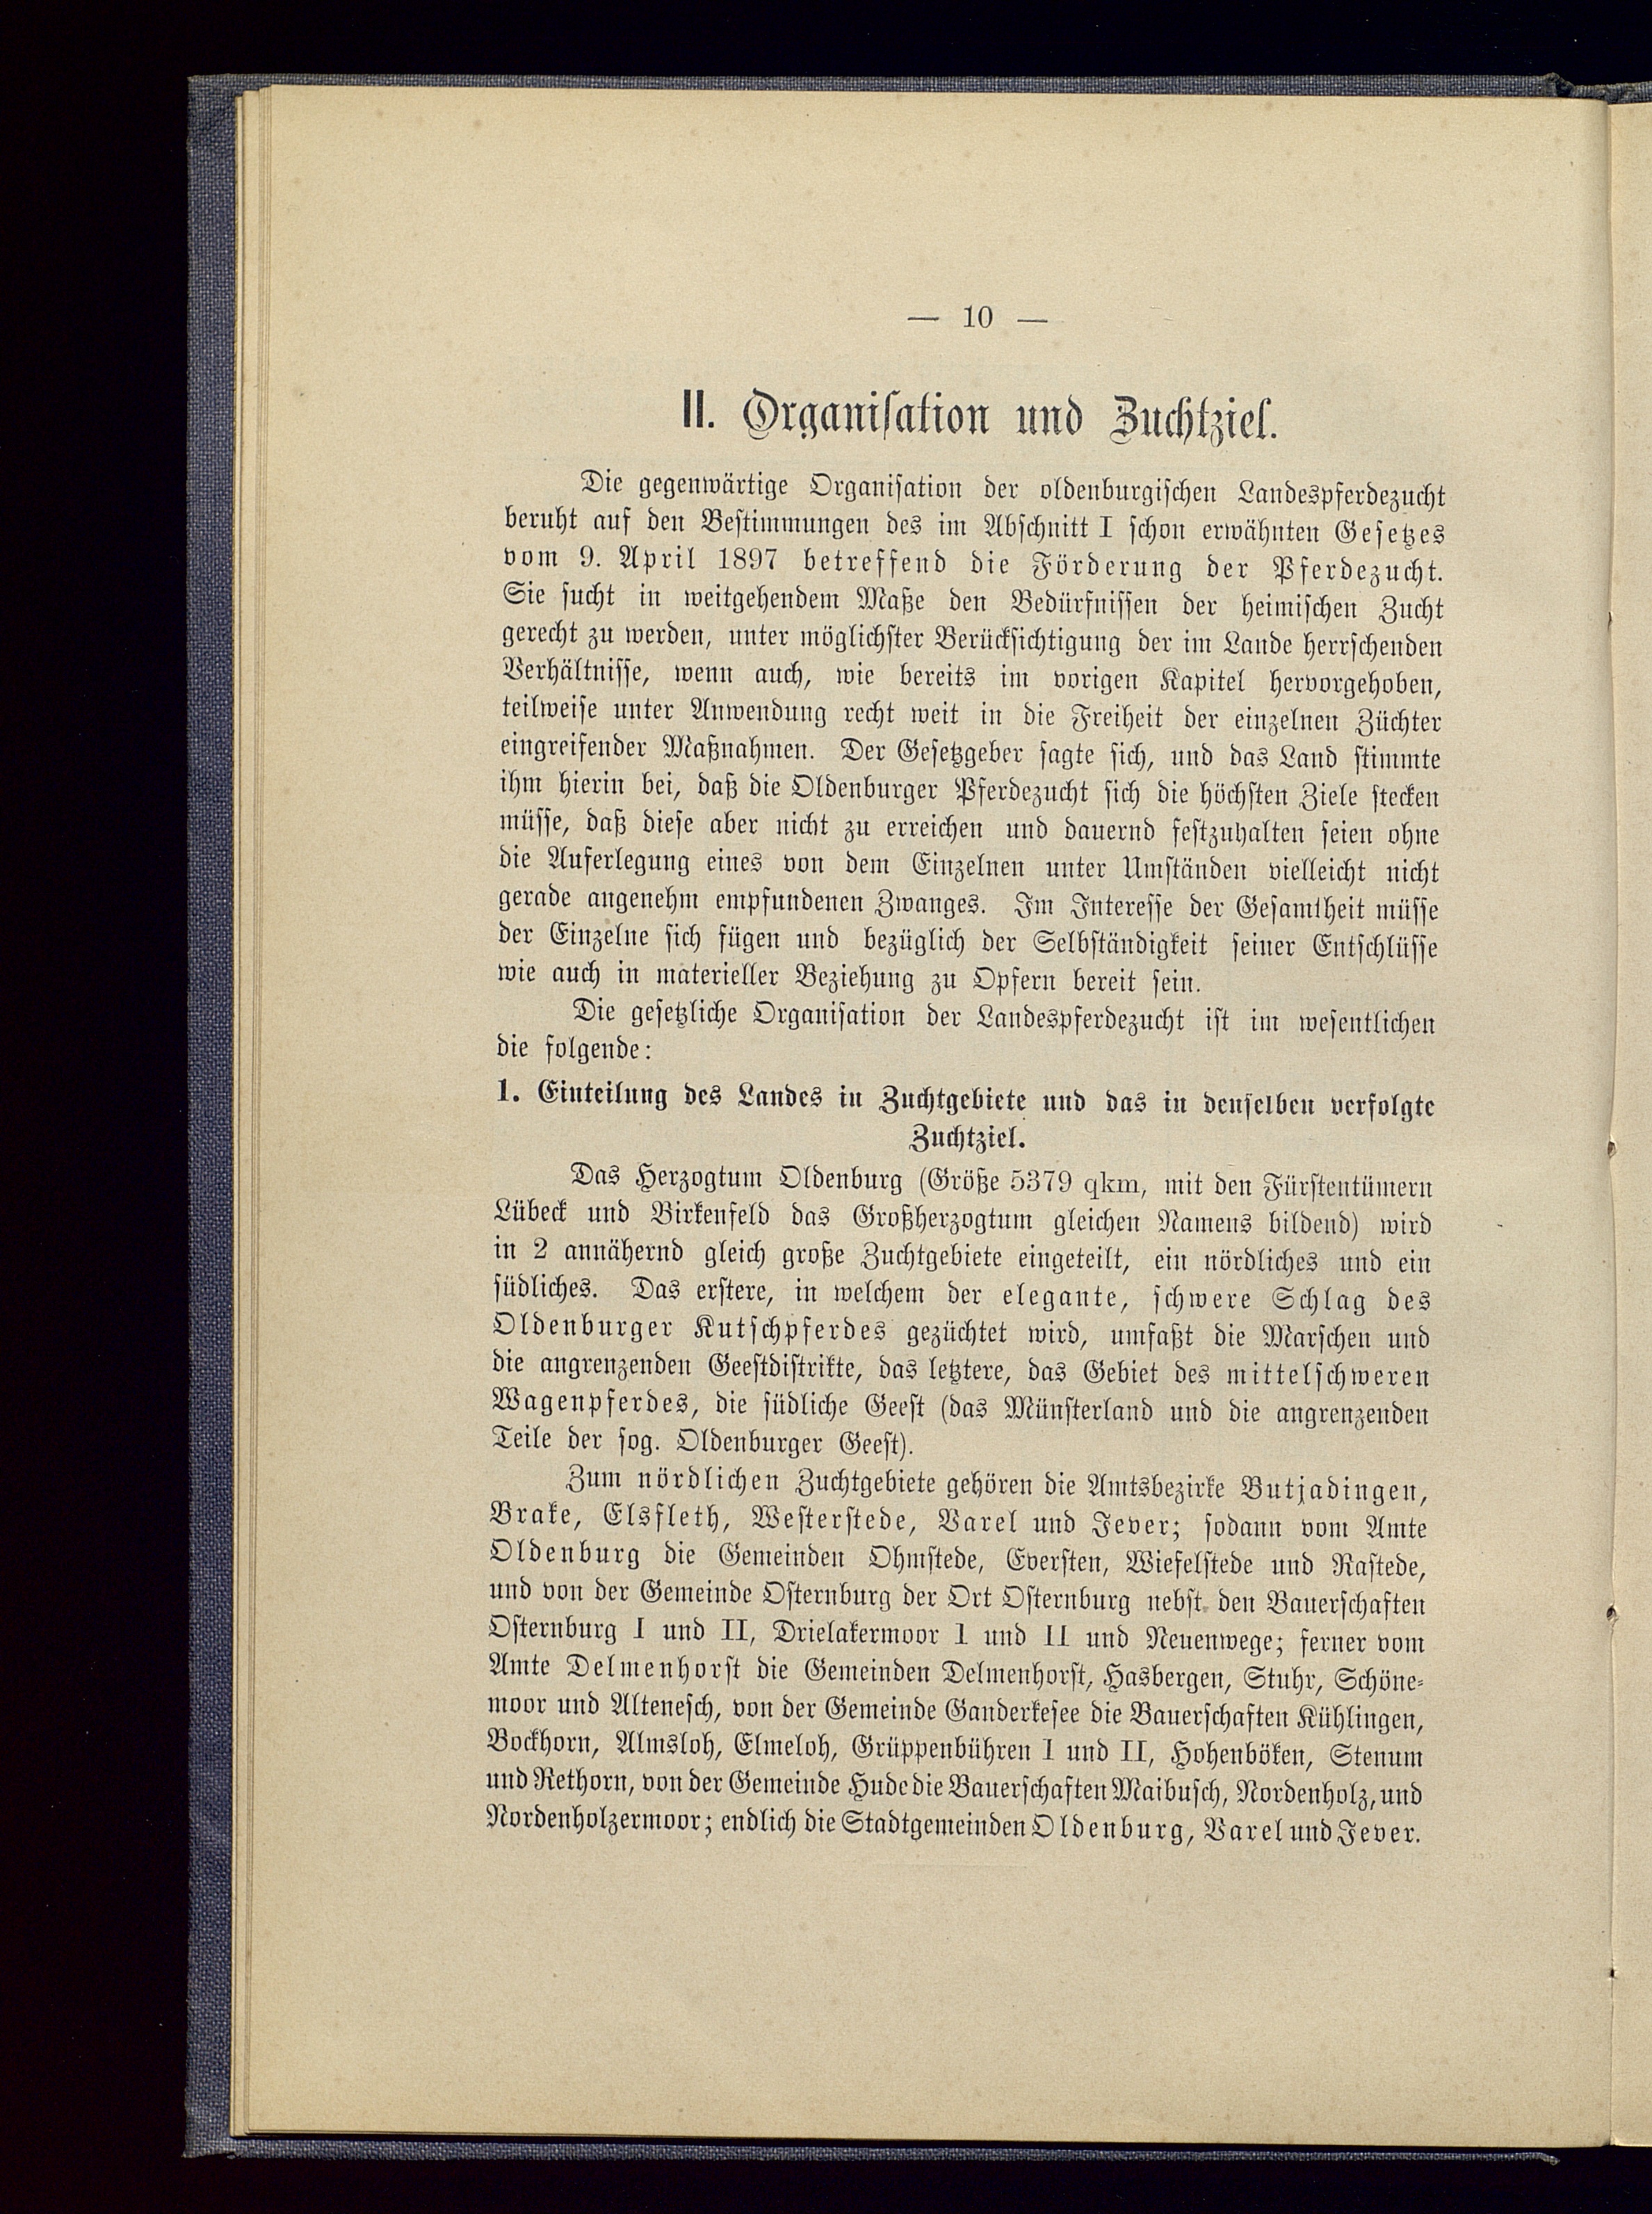 — 10 —
II. Organisation und Zuchtziel.
Die gegenwärtige Organisation der oldenburgischen Landespferdezucht
beruht auf den Bestimmungen des im Abschnitt I schon erwähnten Gesetzes
vom 9. April 1897 betreffend die Förderung der Pferdezucht.
Sie sucht in weitgehendem Maße den Bedürfnissen der heimischen Zucht
gerecht zu werden, unter möglichster Berücksichtigung der im Lande herrschenden
Verhältnisse, wenn auch, wie bereits im vorigen Kapitel hervorgehoben,
teilweise unter Anwendung recht weit in die Freiheit der einzelnen Züchter
eingreifender Maßnahmen. Der Gesetzgeber sagte sich, und das Land stimmte
ihm hierin bei, daß die Oldenburger Pferdezucht sich die höchsten Ziele stecken
müsse, daß diese aber nicht zu erreichen und dauernd festzuhalten seien ohne
die Auferlegung eines von dem Einzelnen unter Umständen vielleicht nicht
gerade angenehm empfundenen Zwanges. Im Interesse der Gesamtheit müsse
der Einzelne sich fügen und bezüglich der Selbständigkeit seiner Entschlüsse
wie auch in materieller Beziehung zu Opfern bereit sein.
Die gesetzliche Organisation der Landespferdezucht ist im wesentlichen
die folgende:
1. Einteilung des Landes in Zuchtgebiete und das in denselben verfolgte
Zuchtziel.
Das Herzogtum Oldenburg (Größe 5379 qkm, mit den Fürstentümern
Lübeck und Birkenfeld das Großherzogtum gleichen Namens bildend) wird
in 2 annähernd gleich große Zuchtgebiete eingeteilt, ein nördliches und ein
südliches. Das erstere, in welchem der elegante, schwere Schlag des
Oldenburger Kutschpferdes gezüchtet wird, umfaßt die Marschen und
die angrenzenden Geestdistrikte, das letztere, das Gebiet des mittelschweren
Wagenpferdes, die südliche Geest (das Münsterland und die angrenzenden
Teile der sog. Oldenburger Geest).
Zum nördlichen Zuchtgebiete gehören die Amtsbezirke Butjadingen,
Brake, Elsfleth, Westerstede, Varel und Jever; sodann vom Amte
Oldenburg die Gemeinden Ohmstede, Eversten, Wiefelstede und Rastede,
und von der Gemeinde Osternburg der Ort Osternburg nebst den Bauerschaften
Osternburg I und II, Drielakermoor I und II und Neuenwege; ferner vom
Amte Delmenhorst die Gemeinden Delmenhorst, Hasbergen, Stuhr, Schöne-
moor und Altenesch, von der Gemeinde Ganderkesee die Bauerschaften Kühlingen,
Bockhorn, Almsloh, Elmeloh, Grüppenbühren I und II, Hohenböken, Stenum
und Rethorn, von der Gemeinde Hude die Bauerschaften Maibusch, Nordenholz, und
Nordenholzermoor; endlich die Stadtgemeinden Oldenburg, Varel und Jever.